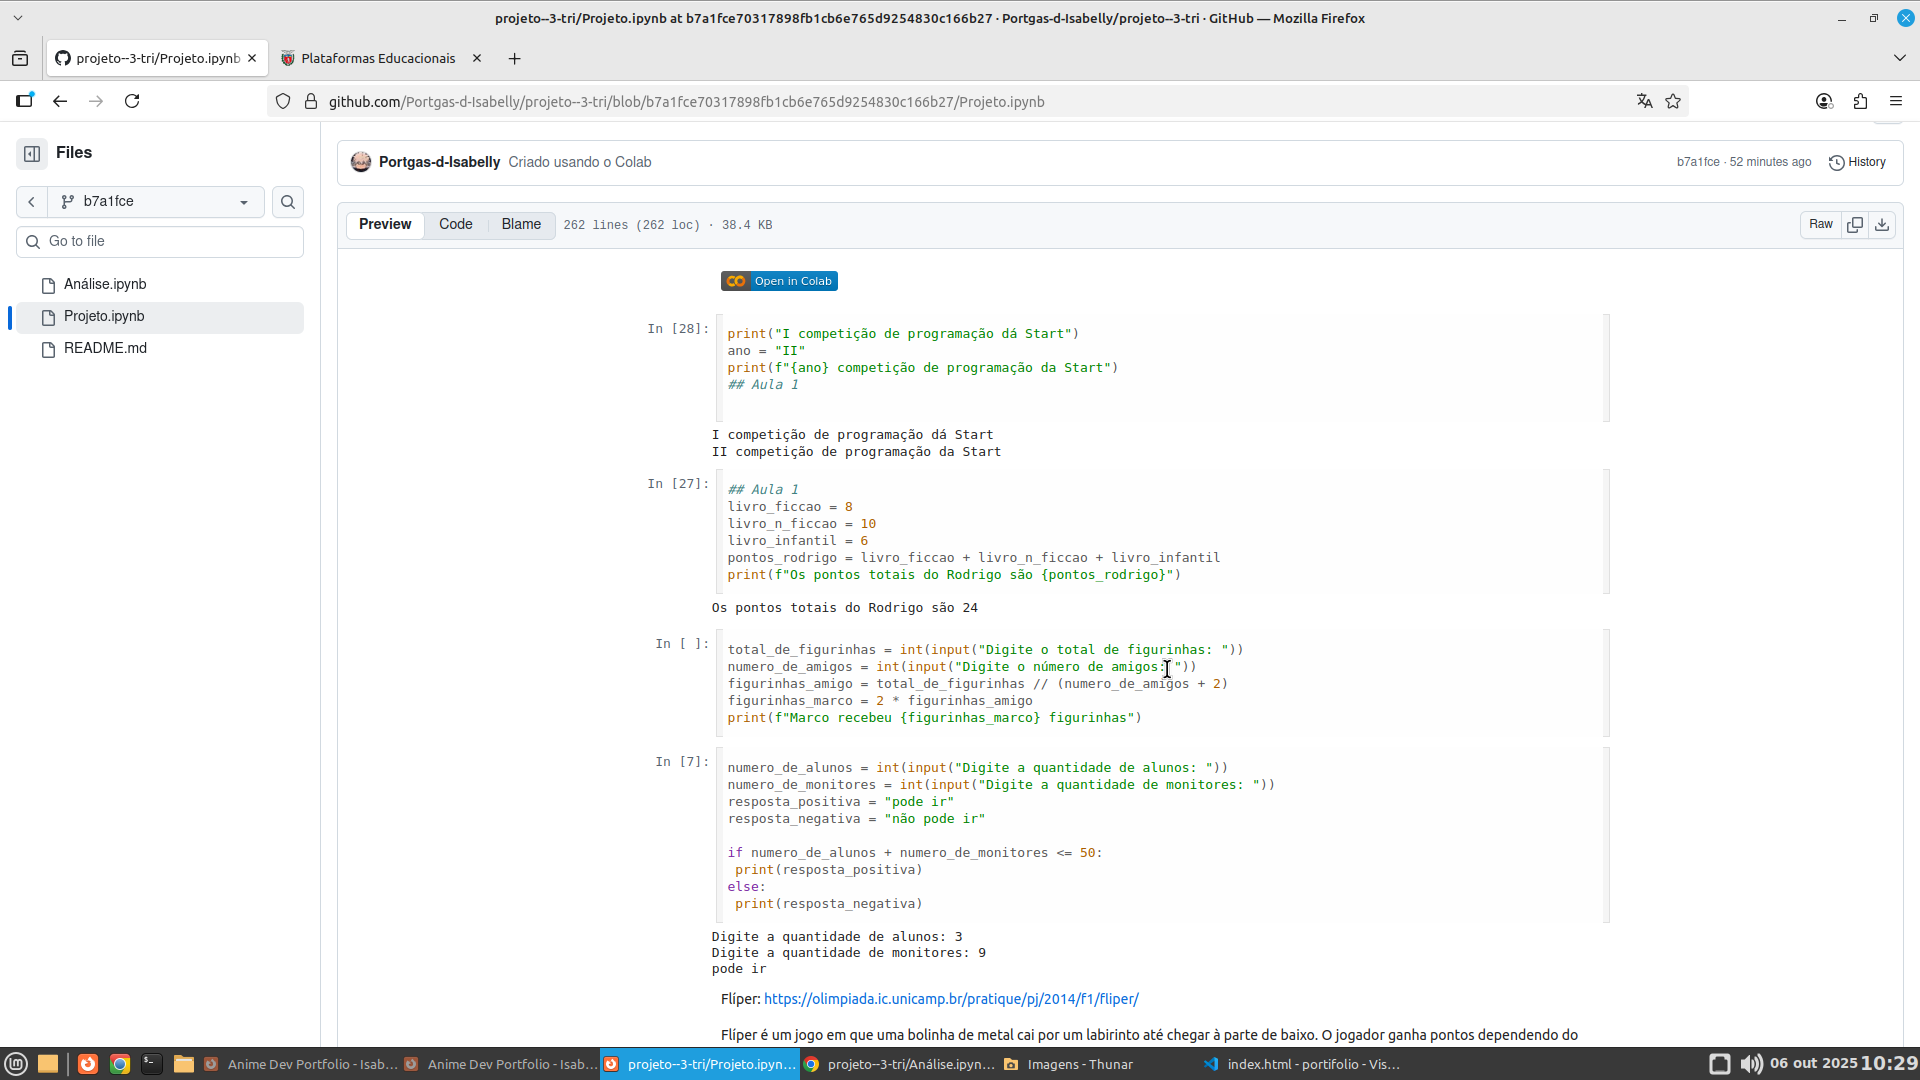 projeto--3-tri/Projeto.ipynb at b7a1fce70317898fb1cb6e765d9254830c166b27 · Portgas-d-Isabelly/projeto--3-tri · GitHub — Mozilla Firefox
projeto--3-tri/Projeto.ipynb
Plataformas Educacionais
github.com/Portgas-d-Isabelly/projeto--3-tri/blob/b7a1fce70317898fb1cb6e765d9254830c166b27/Projeto.ipynb
Files
b7a1fce
Go to file
Análise.ipynb
Projeto.ipynb
README.md
Portgas-d-Isabelly Criado usando o Colab
b7a1fce · 52 minutes ago
History
Preview
Code
Blame
262 lines (262 loc) · 38.4 KB
Raw
Open in Colab
In [28]:
print("I competição de programação dá Start")
ano = "II"
print(f"{ano} competição de programação da Start")
## Aula 1
I competição de programação dá Start
II competição de programação da Start
In [27]:
## Aula 1
livro_ficcao = 8
livro_n_ficcao = 10
livro_infantil = 6
pontos_rodrigo = livro_ficcao + livro_n_ficcao + livro_infantil
print(f"Os pontos totais do Rodrigo são {pontos_rodrigo}")
Os pontos totais do Rodrigo são 24
In [ ]:
total_de_figurinhas = int(input("Digite o total de figurinhas: "))
numero_de_amigos = int(input("Digite o número de amigos: "))
figurinhas_amigo = total_de_figurinhas // (numero_de_amigos + 2)
figurinhas_marco = 2 * figurinhas_amigo
print(f"Marco recebeu {figurinhas_marco} figurinhas")
In [7]:
numero_de_alunos = int(input("Digite a quantidade de alunos: "))
numero_de_monitores = int(input("Digite a quantidade de monitores: "))
resposta_positiva = "pode ir"
resposta_negativa = "não pode ir"
if numero_de_alunos + numero_de_monitores <= 50:
print(resposta_positiva)
else:
print(resposta_negativa)
Digite a quantidade de alunos: 3
Digite a quantidade de monitores: 9
pode ir
Flíper: https://olimpiada.ic.unicamp.br/pratique/pj/2014/f1/fliper/
Flíper é um jogo em que uma bolinha de metal cai por um labirinto até chegar à parte de baixo. O jogador ganha pontos dependendo do
Anime Dev Portfolio - Isab...
Anime Dev Portfolio - Isab...
projeto--3-tri/Projeto.ipyn...
projeto--3-tri/Análise.ipyn...
Imagens - Thunar
index.html - portifolio - Vis...
06 out 2025 10:29